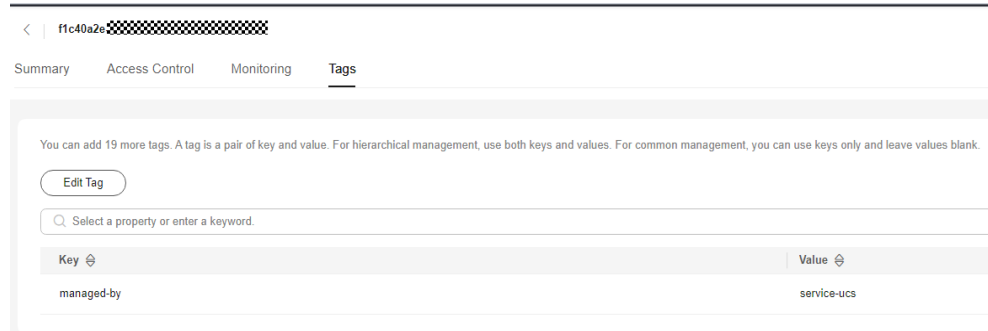 f1c40a2e
Summary Access Control Monitoring Tags
You can add 19 more tags. A tag is a pair of key and value. For hierarchical management, use both keys and values. For common management, you can use keys only and leave values blank.
Edit Tag
Select a property or enter a keyword.
Key Value
managed-by service-ucs